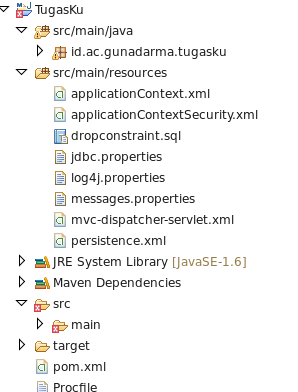 TugasKu
src/main/java
id.ac.gunadarma.tugasku
src/main/resources
applicationContext.xml
applicationContextSecurity.xml
dropconstraint.sql
jdbc.properties
log4j.properties
messages.properties
mvc-dispatcher-servlet.xml
persistence.xml
JRE System Library [JavaSE-1.6]
Maven Dependencies
src
main
target
pom.xml
Procfile